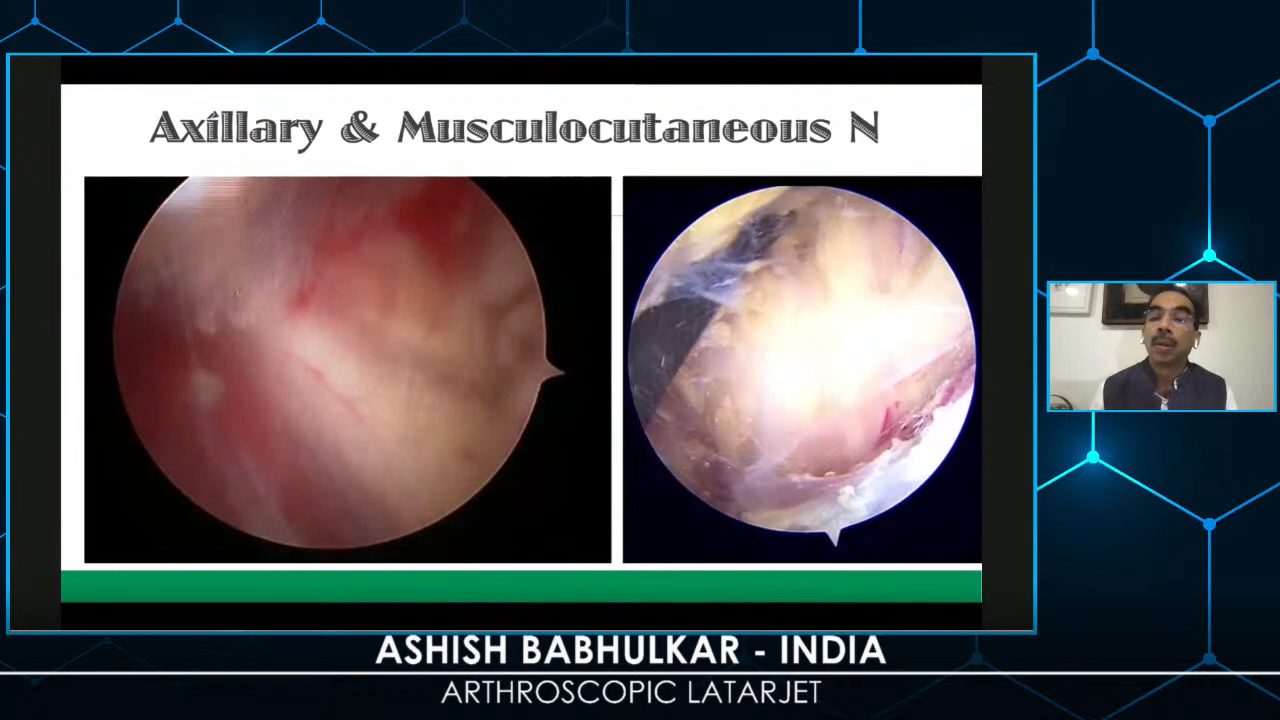 Axillary & Musculocutaneous N
ASHISH BABHULKAR - INDIA
ARTHROSCOPIC LATARJET